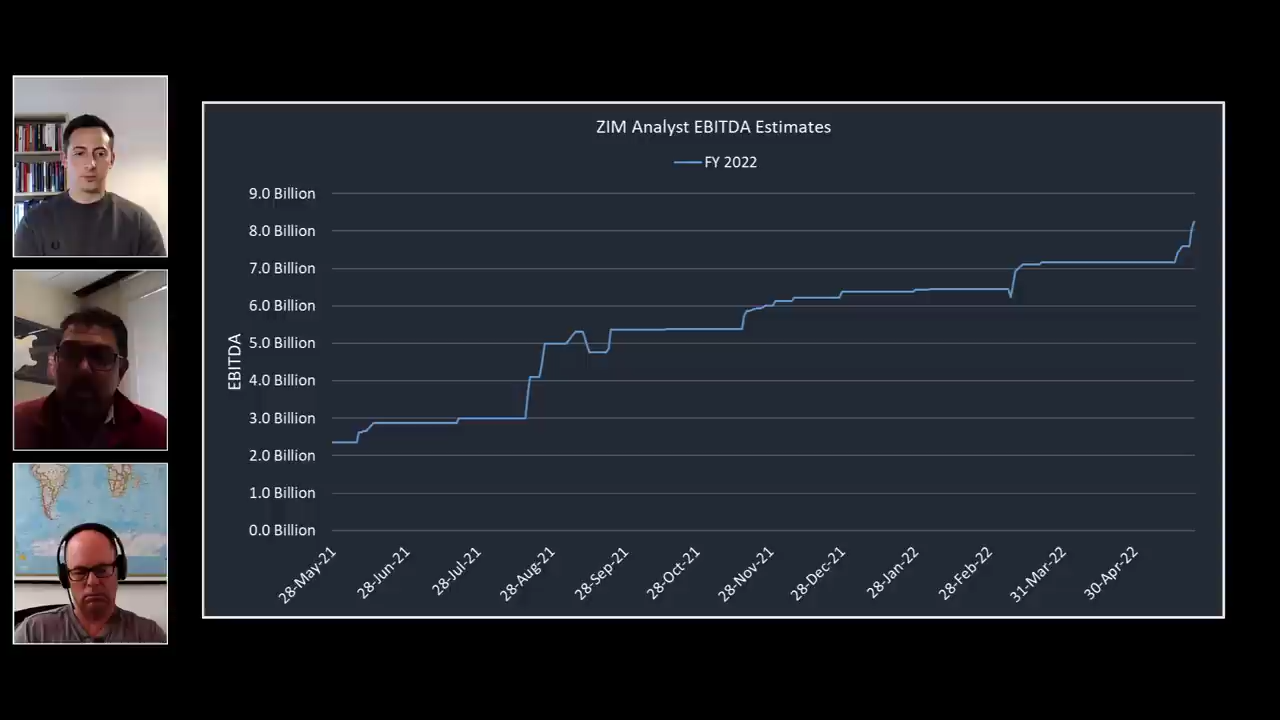 ZIM Analyst EBITDA Estimates
FY 2022
9.0 Billion
8.0 Billion
7.0 Billion
6.0 Billion
5.0 Billion
4.0 Billion
3.0 Billion
2.0 Billion
1.0 Billion
0.0 Billion
EBITDA
28-May-21
28-Jun-21
28-Jul-21
28-Aug-21
28-Sep-21
28-Oct-21
28-Nov-21
28-Dec-21
28-Jan-22
28-Feb-22
31-Mar-22
30-Apr-22